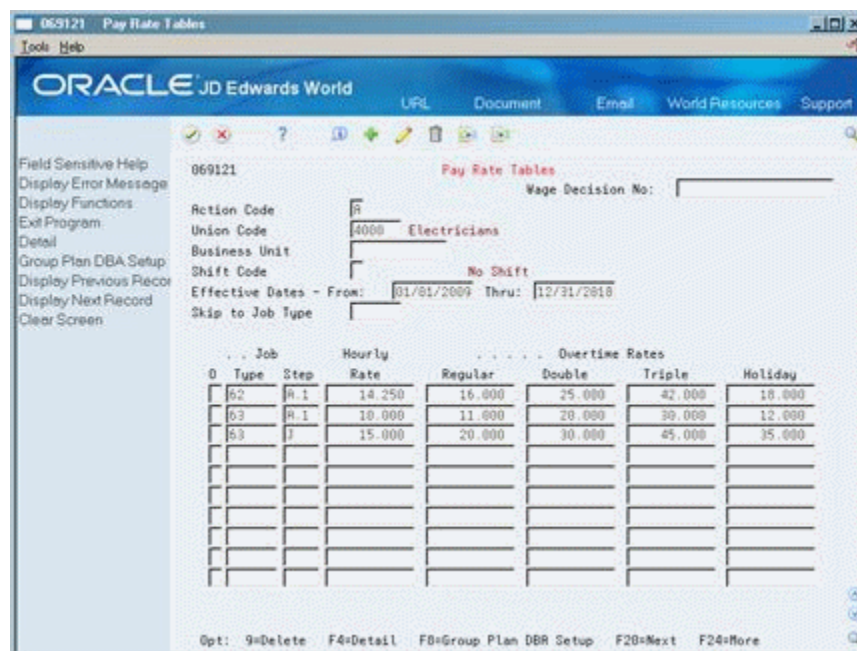 069121 Pay Rate Tables
Tools Help
ORACLE JD Edwards World
URL Document Email World Resources Support
Field Sensitive Help
Display Error Message
Display Functions
Exit Program
Detail
Group Plan DBA Setup
Display Previous Recor
Display Next Record
Clear Screen
069121 Pay Rate Tables
Wage Decision No:
Action Code A
Union Code 4000 Electricians
Business Unit
Shift Code No Shift
Effective Dates - From: 01/01/2009 Thru: 12/31/2010
Skip to Job Type
. . Job Hourly . . . . . Overtime Rates
O Type Step Rate Regular Double Triple Holiday
62 A.1 14.250 16.000 25.000 42.000 18.000
63 A.1 10.000 11.000 20.000 30.000 12.000
63 J 15.000 20.000 30.000 45.000 35.000
Opt: 9=Delete F4=Detail F8=Group Plan DBA Setup F20=Next F24=More